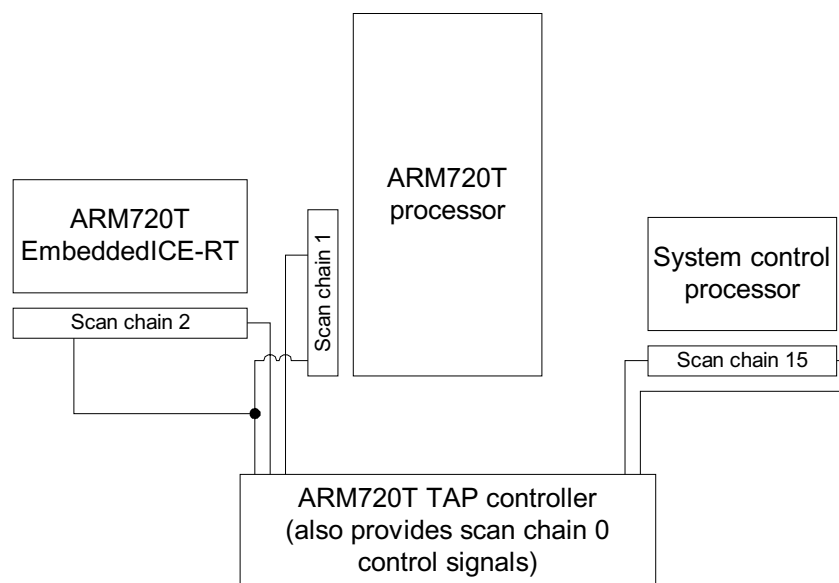 ARM720T
processor
ARM720T
EmbeddedICE-RT
Scan chain 1
System control
processor
Scan chain 2
Scan chain 15
ARM720T TAP controller
(also provides scan chain 0
control signals)